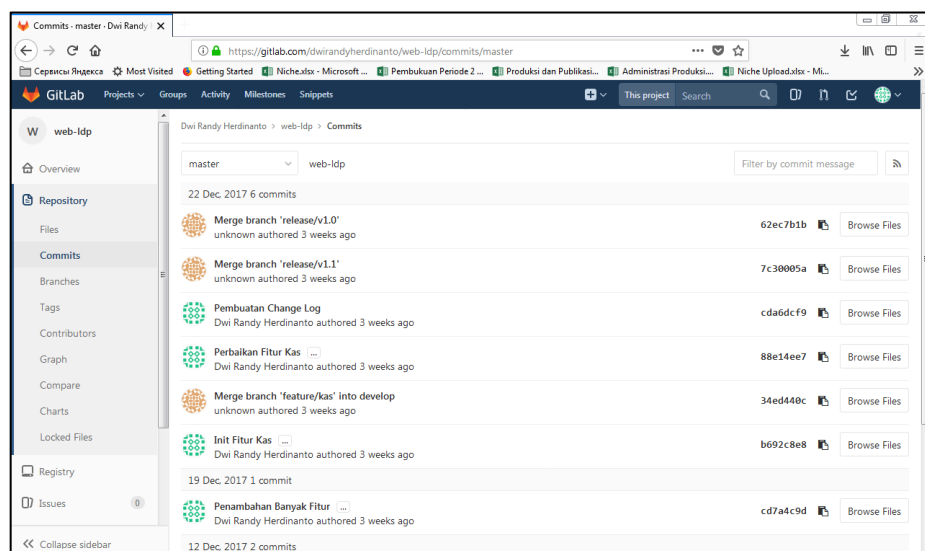 Commits · master · Dwi Randy H
https://gitlab.com/dwirandyherdinanto/web-ldp/commits/master
Сервисы Яндекса Most Visited Getting Started Niche.xlsx - Microsoft ... Pembukuan Periode 2 ... Produksi dan Publikasi... Administrasi Produksi.... Niche Upload.xlsx - Mi...
GitLab Projects Groups Activity Milestones Snippets This project Search
W web-ldp
Overview
Repository
Files
Commits
Branches
Tags
Contributors
Graph
Compare
Charts
Locked Files
Registry
Issues 0
Collapse sidebar
Dwi Randy Herdinanto > web-ldp > Commits
master web-ldp Filter by commit message
22 Dec, 2017 6 commits
Merge branch 'release/v1.0' 62ec7b1b Browse Files
unknown authored 3 weeks ago
Merge branch 'release/v1.1' 7c30005a Browse Files
unknown authored 3 weeks ago
Pembuatan Change Log cda6dcf9 Browse Files
Dwi Randy Herdinanto authored 3 weeks ago
Perbaikan Fitur Kas ... 88e14ee7 Browse Files
Dwi Randy Herdinanto authored 3 weeks ago
Merge branch 'feature/kas' into develop 34ed440c Browse Files
unknown authored 3 weeks ago
Init Fitur Kas ... b692c8e8 Browse Files
Dwi Randy Herdinanto authored 3 weeks ago
19 Dec, 2017 1 commit
Penambahan Banyak Fitur ... cd7a4c9d Browse Files
Dwi Randy Herdinanto authored 3 weeks ago
12 Dec, 2017 2 commits